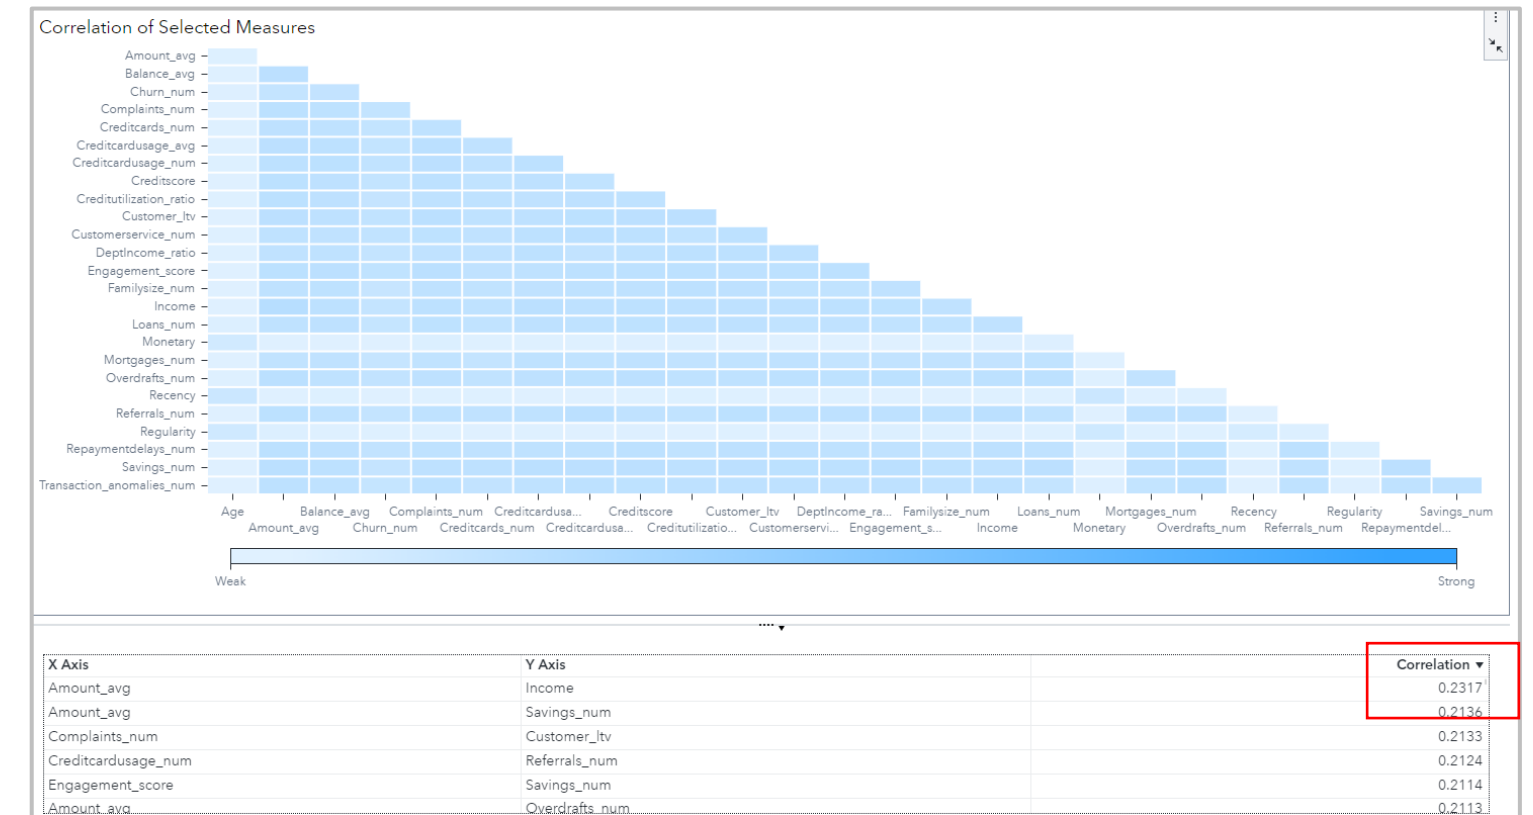 Correlation of Selected Measures
Amount_avg
Balance_avg
Churn_num
Complaints_num
Creditcards_num
Creditcardusage_avg
Creditcardusage_num
Creditscore
Creditutilization_ratio
Customer_ltv
Customerservice_num
DeptIncome_ratio
Engagement_score
Familysize_num
Income
Loans_num
Monetary
Mortgages_num
Overdrafts_num
Recency
Referrals_num
Regularity
Repaymentdelays_num
Savings_num
Transaction_anomalies_num
Age Balance_avg Complaints_num Creditcardusa... Creditscore Customer_ltv DeptIncome_ra... Familysize_num Loans_num Mortgages_num Recency Regularity Savings_num
Amount_avg Churn_num Creditcards_num Creditcardusa... Creditutilizatio... Customerservi... Engagement_s... Income Monetary Overdrafts_num Referrals_num Repaymentdel...
Weak Strong
X Axis Y Axis Correlation ▼
Amount_avg Income 0.2317
Amount_avg Savings_num 0.2136
Complaints_num Customer_ltv 0.2133
Creditcardusage_num Referrals_num 0.2124
Engagement_score Savings_num 0.2114
Amount_avg Overdrafts_num 0.2113